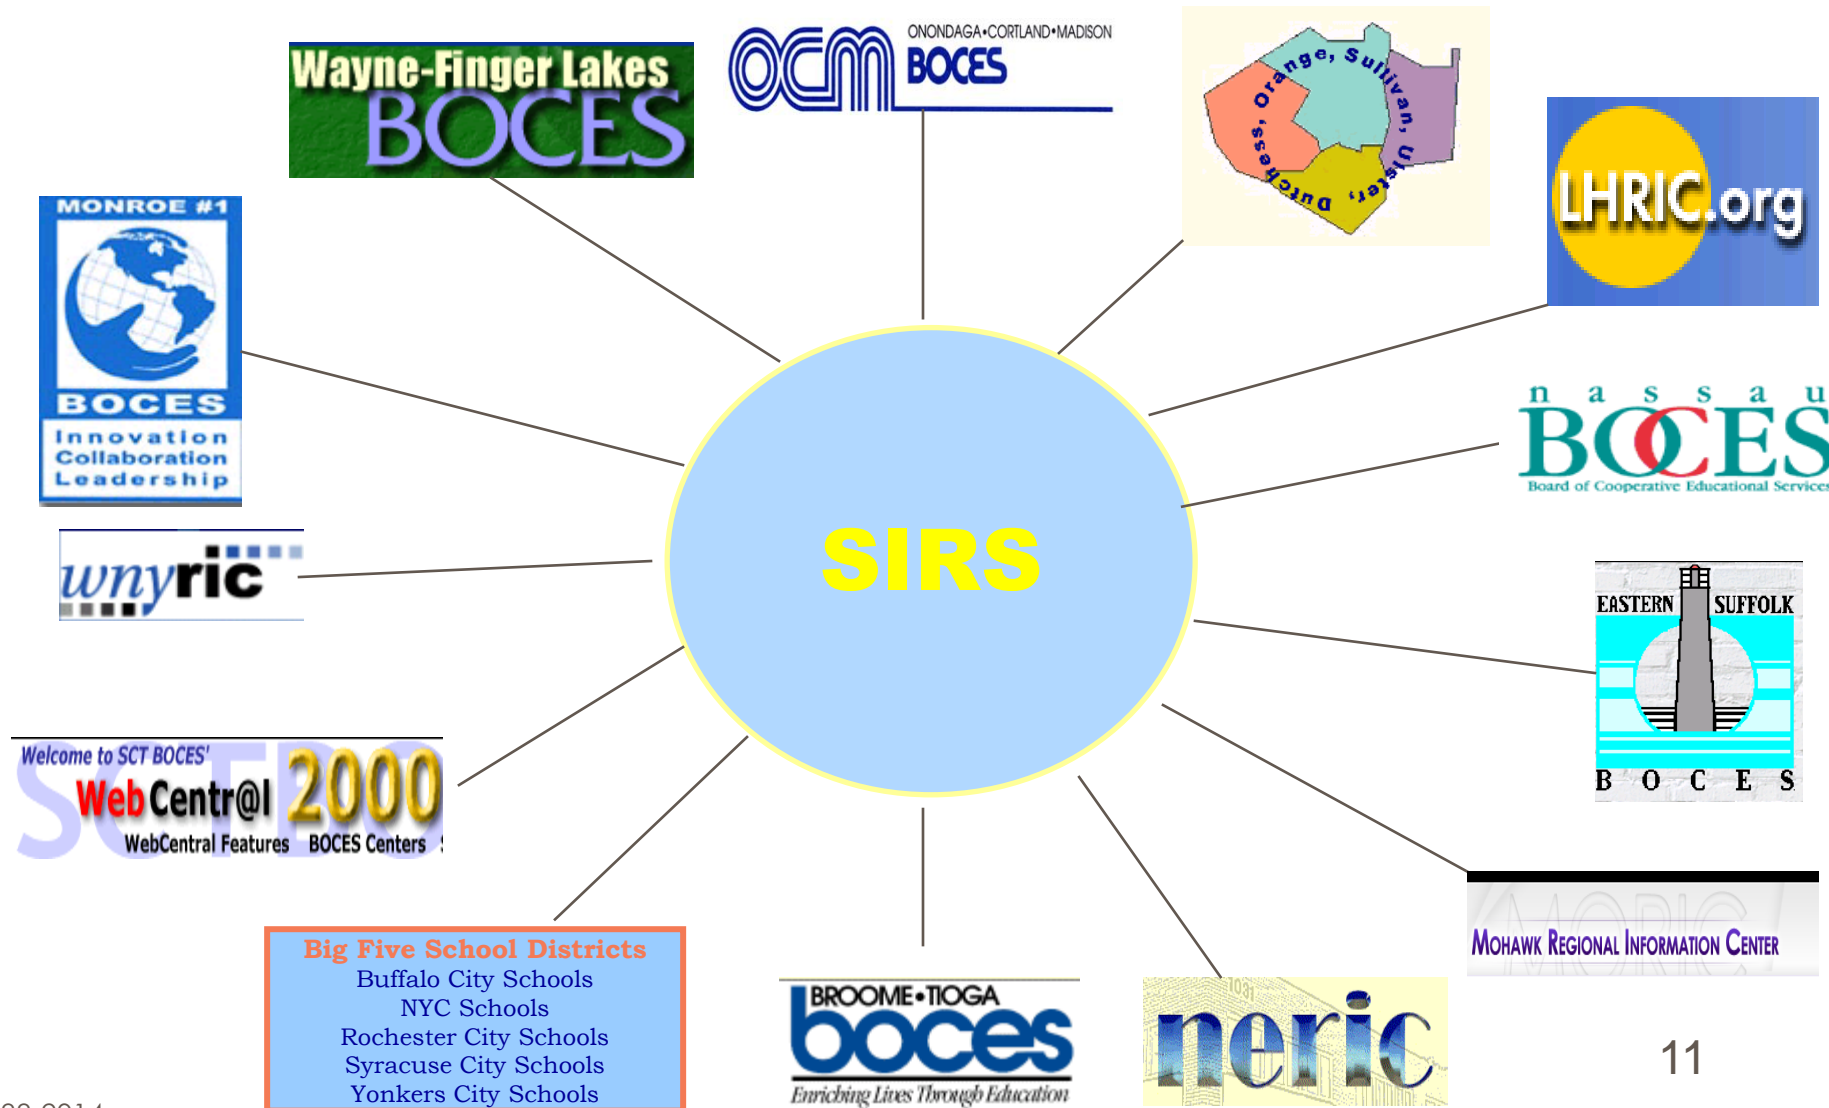 ONONDAGA•CORTLAND•MADISON
OCM BOCES
Wayne-Finger Lakes
BOCES
Dutchess, Orange, Sullivan, Ulster,
LHRIC.org
MONROE #1
BOCES
Innovation
Collaboration
Leadership
nassau
BOCES
Board of Cooperative Educational Services
SIRS
wnyric
EASTERN SUFFOLK
BOCES
Welcome to SCT BOCES'
WebCentr@l 2000
WebCentral Features BOCES Centers
SCTBO
MORIC
MOHAWK REGIONAL INFORMATION CENTER
Big Five School Districts
Buffalo City Schools
NYC Schools
Rochester City Schools
Syracuse City Schools
Yonkers City Schools
BROOME•TIOGA
boces
Enriching Lives Through Education
1031
neric
11